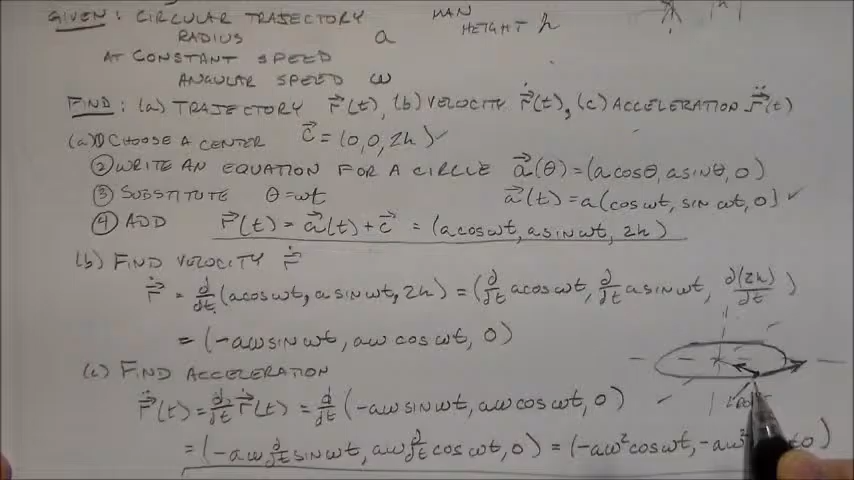 GIVEN: CIRCULAR TRAJECTORY MAN
RADIUS a HEIGHT h
AT CONSTANT SPEED
ANGULAR SPEED ω
FIND: (a) TRAJECTORY r⃗(t), (b) VELOCITY ṙ⃗(t), (c) ACCELERATION r̈⃗(t)
(a) ① CHOOSE A CENTER c⃗ = (0,0,2h) ✓
② WRITE AN EQUATION FOR A CIRCLE a⃗(θ) = (a cosθ, a sinθ, 0)
③ SUBSTITUTE θ = ωt a⃗(t) = a(cos ωt, sin ωt, 0) ✓
④ ADD r⃗(t) = a⃗(t) + c⃗ = (a cos ωt, a sin ωt, 2h)
(b) FIND VELOCITY ṙ⃗
ṙ⃗ = d/dt (a cos ωt, a sin ωt, 2h) = (d/dt a cos ωt, d/dt a sin ωt, d(2h)/dt)
= (-aω sin ωt, aω cos ωt, 0)
(c) FIND ACCELERATION
r̈⃗(t) = d/dt ṙ⃗(t) = d/dt (-aω sin ωt, aω cos ωt, 0)
= (-aω d/dt sin ωt, aω d/dt cos ωt, 0) = (-aω² cos ωt, -aω² t 0)